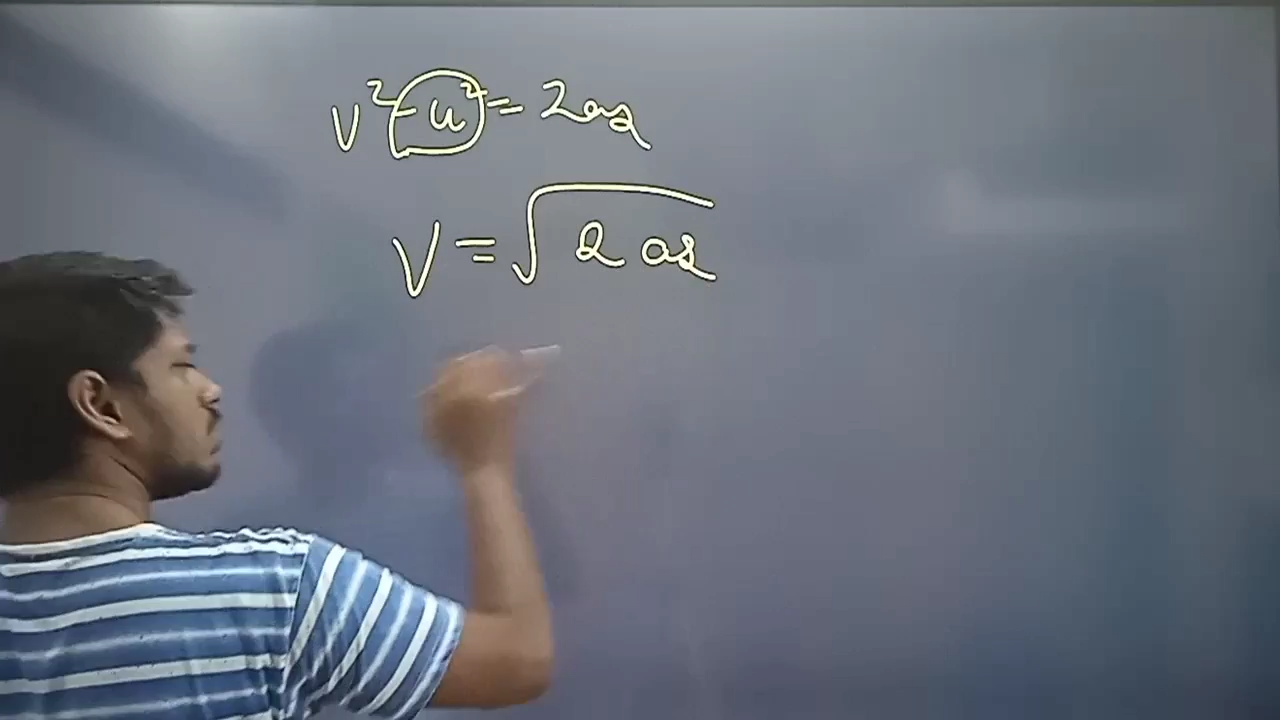 v² - u² = 2as
v = √2as